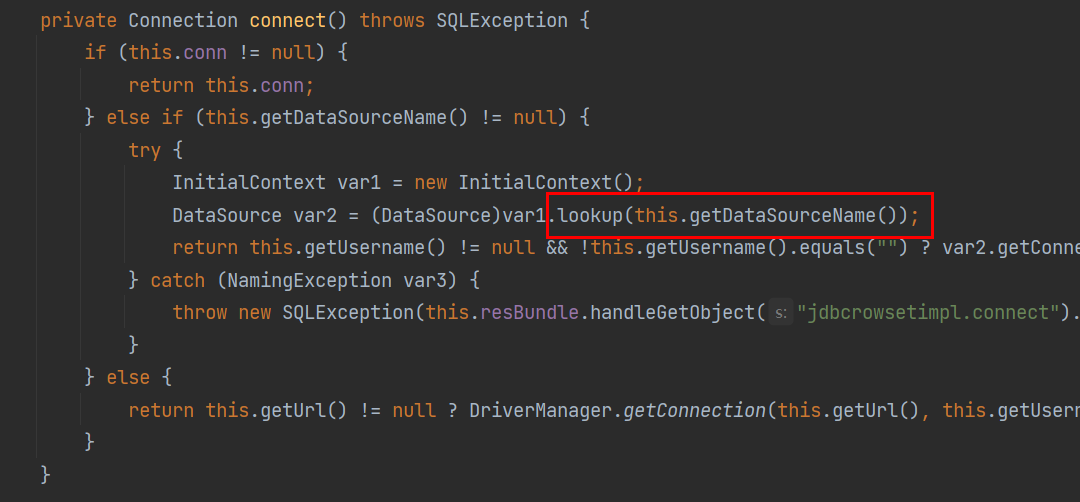 private Connection connect() throws SQLException {
if (this.conn != null) {
return this.conn;
} else if (this.getDataSourceName() != null) {
try {
InitialContext var1 = new InitialContext();
DataSource var2 = (DataSource)var1.lookup(this.getDataSourceName());
return this.getUsername() != null && !this.getUsername().equals("") ? var2.getConne
} catch (NamingException var3) {
throw new SQLException(this.resBundle.handleGetObject( s: "jdbcrowsetimpl.connect").
}
} else {
return this.getUrl() != null ? DriverManager.getConnection(this.getUrl(), this.getUsern
}
}